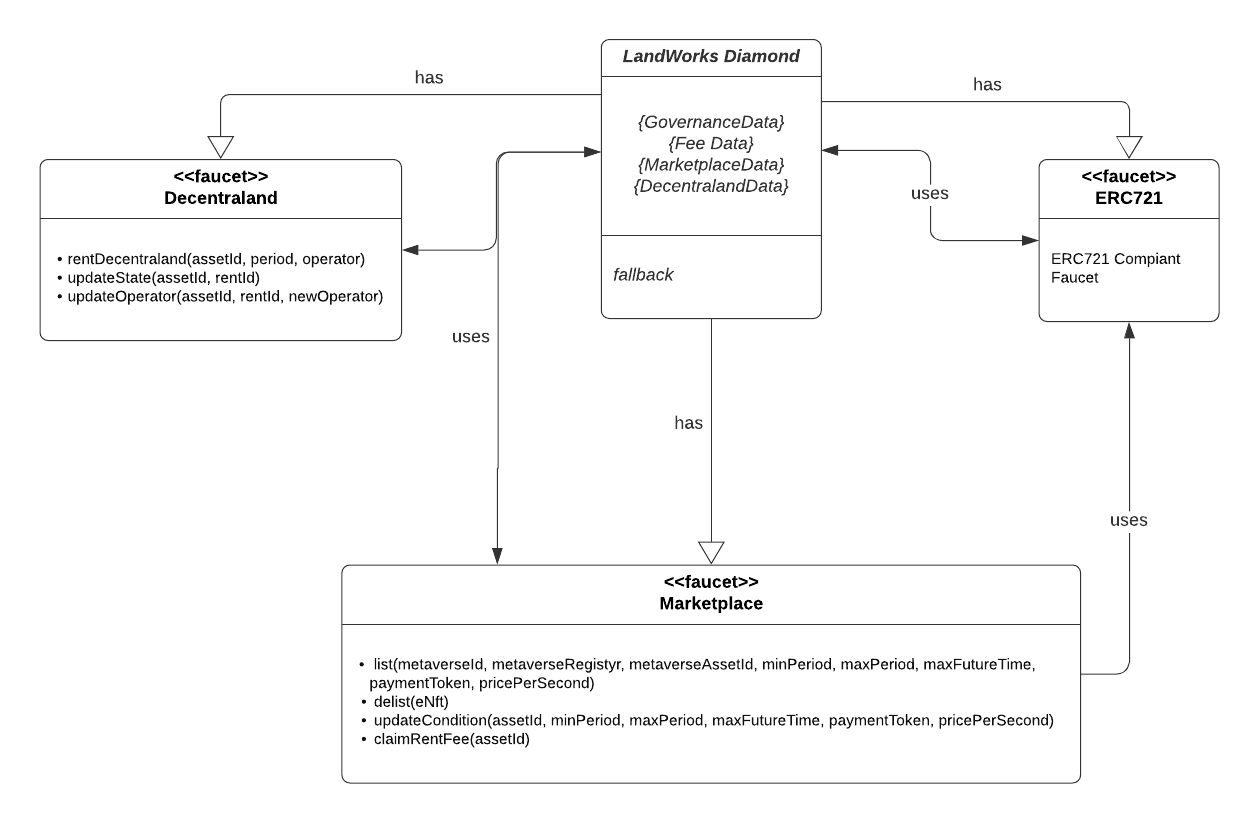 LandWorks Diamond
{GovernanceData}
{Fee Data}
{MarketplaceData}
{DecentralandData}
fallback
has
has
<<faucet>>
Decentraland
• rentDecentraland(assetId, period, operator)
• updateState(assetId, rentId)
• updateOperator(assetId, rentId, newOperator)
<<faucet>>
ERC721
ERC721 Compiant
Faucet
uses
uses
has
uses
<<faucet>>
Marketplace
• list(metaverseId, metaverseRegistyr, metaverseAssetId, minPeriod, maxPeriod, maxFutureTime,
paymentToken, pricePerSecond)
• delist(eNft)
• updateCondition(assetId, minPeriod, maxPeriod, maxFutureTime, paymentToken, pricePerSecond)
• claimRentFee(assetId)